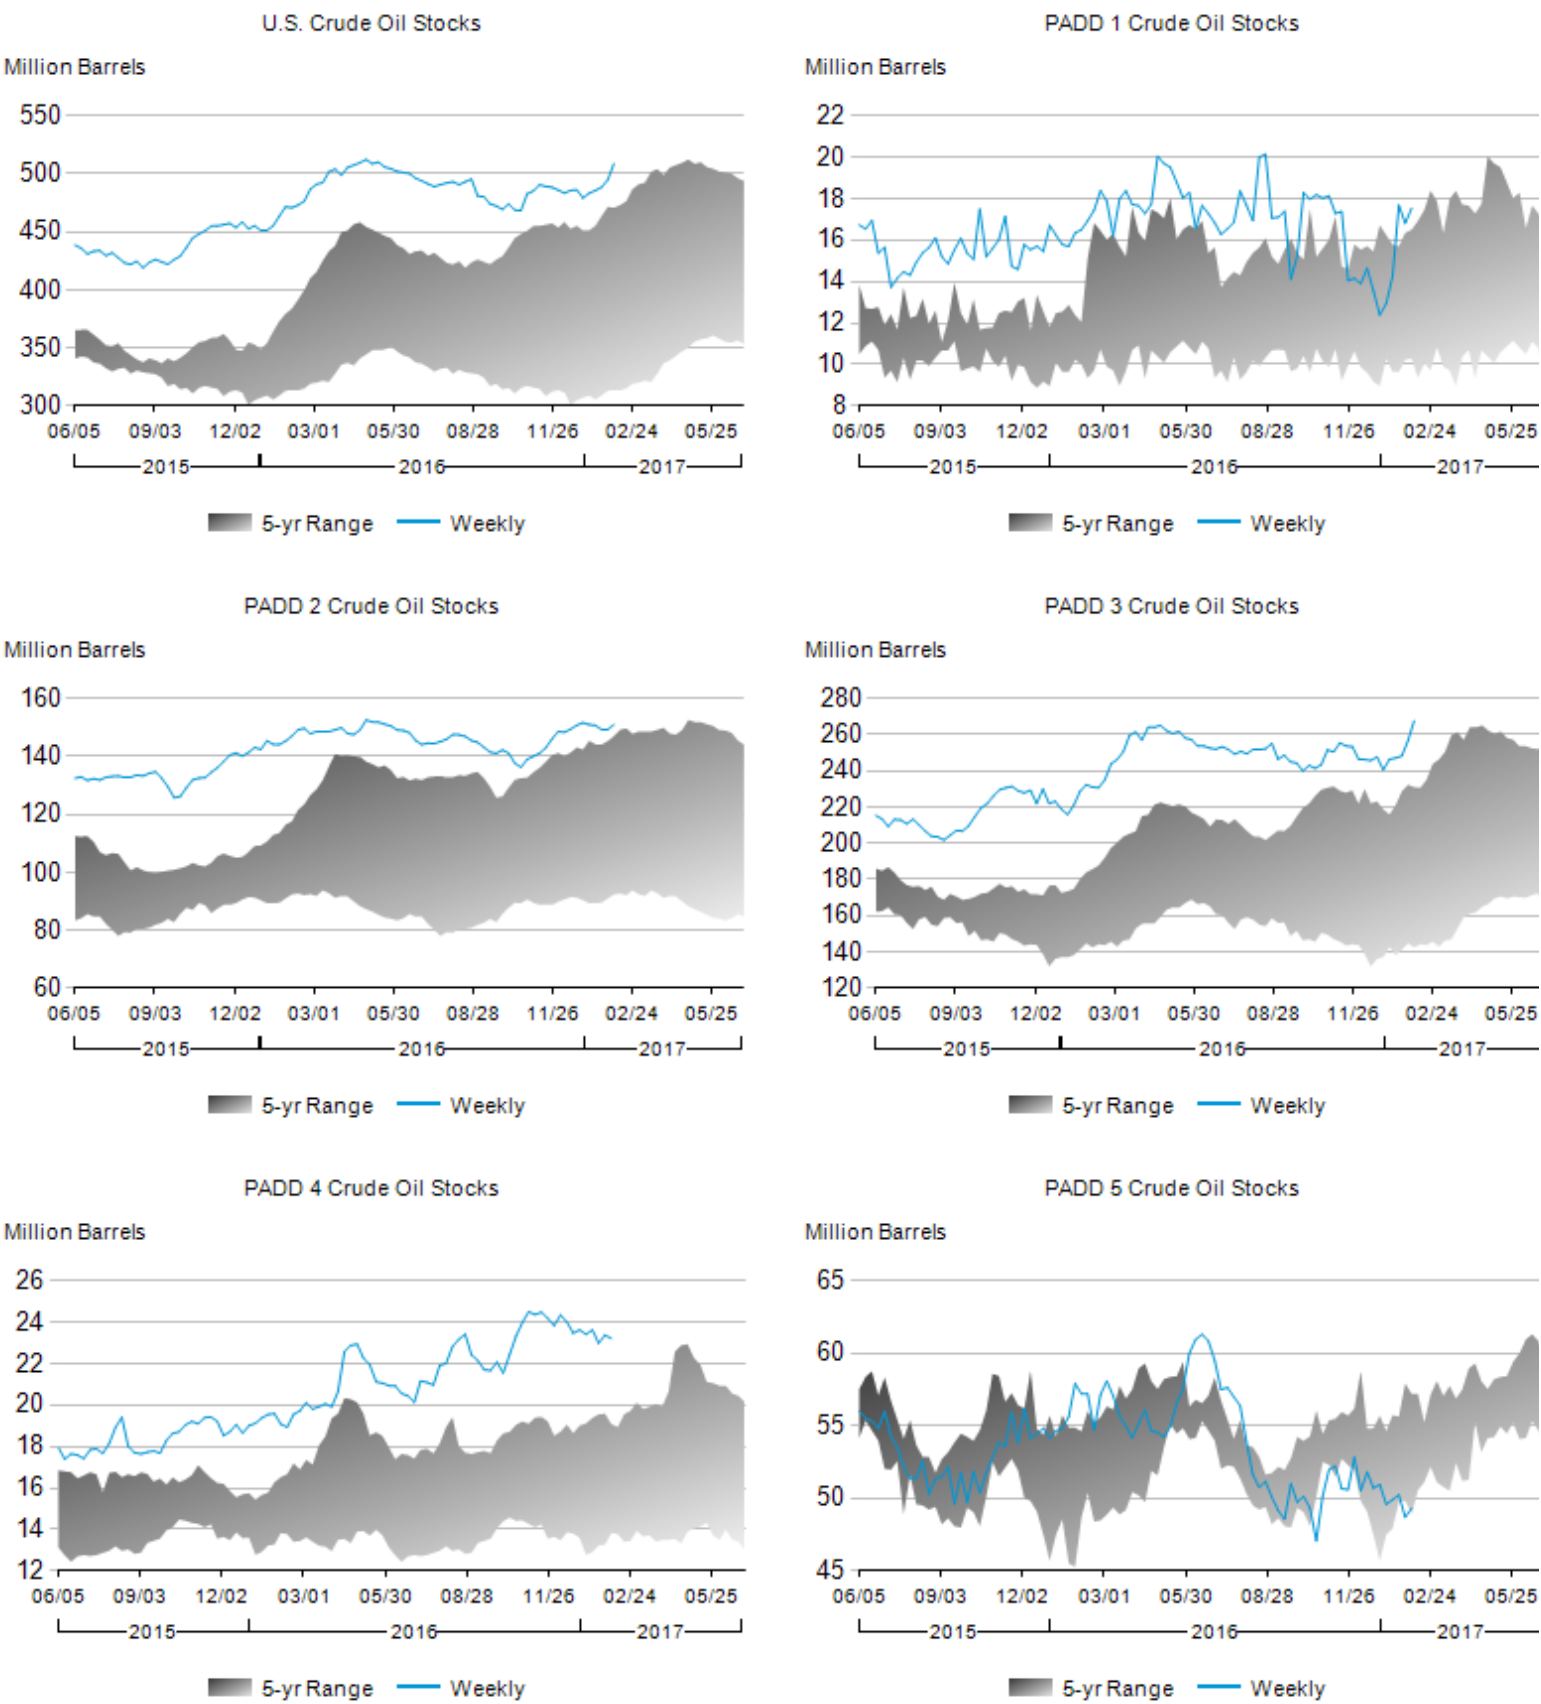 U.S. Crude Oil Stocks
Million Barrels
550
500
450
400
350
300
06/05 09/03 12/02 03/01 05/30 08/28 11/26 02/24 05/25
2015 2016 2017
5-yr Range Weekly
PADD 1 Crude Oil Stocks
Million Barrels
22
20
18
16
14
12
10
8
06/05 09/03 12/02 03/01 05/30 08/28 11/26 02/24 05/25
2015 2016 2017
5-yr Range Weekly
PADD 2 Crude Oil Stocks
Million Barrels
160
140
120
100
80
60
06/05 09/03 12/02 03/01 05/30 08/28 11/26 02/24 05/25
2015 2016 2017
5-yr Range Weekly
PADD 3 Crude Oil Stocks
Million Barrels
280
260
240
220
200
180
160
140
120
06/05 09/03 12/02 03/01 05/30 08/28 11/26 02/24 05/25
2015 2016 2017
5-yr Range Weekly
PADD 4 Crude Oil Stocks
Million Barrels
26
24
22
20
18
16
14
12
06/05 09/03 12/02 03/01 05/30 08/28 11/26 02/24 05/25
2015 2016 2017
5-yr Range Weekly
PADD 5 Crude Oil Stocks
Million Barrels
65
60
55
50
45
06/05 09/03 12/02 03/01 05/30 08/28 11/26 02/24 05/25
2015 2016 2017
5-yr Range Weekly